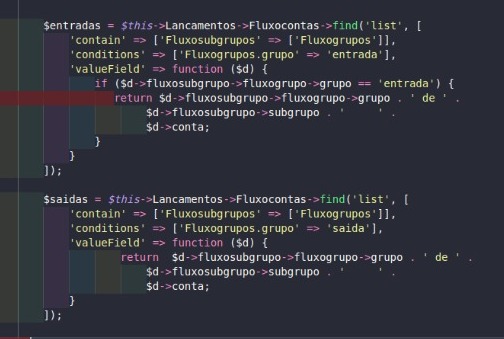 $entradas = $this->Lancamentos->Fluxocontas->find('list', [
'contain' => ['Fluxosubgrupos' => ['Fluxogrupos']],
'conditions' => ['Fluxogrupos.grupo' => 'entrada'],
'valueField' => function ($d) {
if ($d->fluxosubgrupo->fluxogrupo->grupo == 'entrada') {
return $d->fluxosubgrupo->fluxogrupo->grupo . ' de ' .
$d->fluxosubgrupo->subgrupo . '     ' .
$d->conta;
}
}
]);
$saidas = $this->Lancamentos->Fluxocontas->find('list', [
'contain' => ['Fluxosubgrupos' => ['Fluxogrupos']],
'conditions' => ['Fluxogrupos.grupo' => 'saida'],
'valueField' => function ($d) {
return  $d->fluxosubgrupo->fluxogrupo->grupo . ' de ' .
$d->fluxosubgrupo->subgrupo . '     ' .
$d->conta;
}
]);